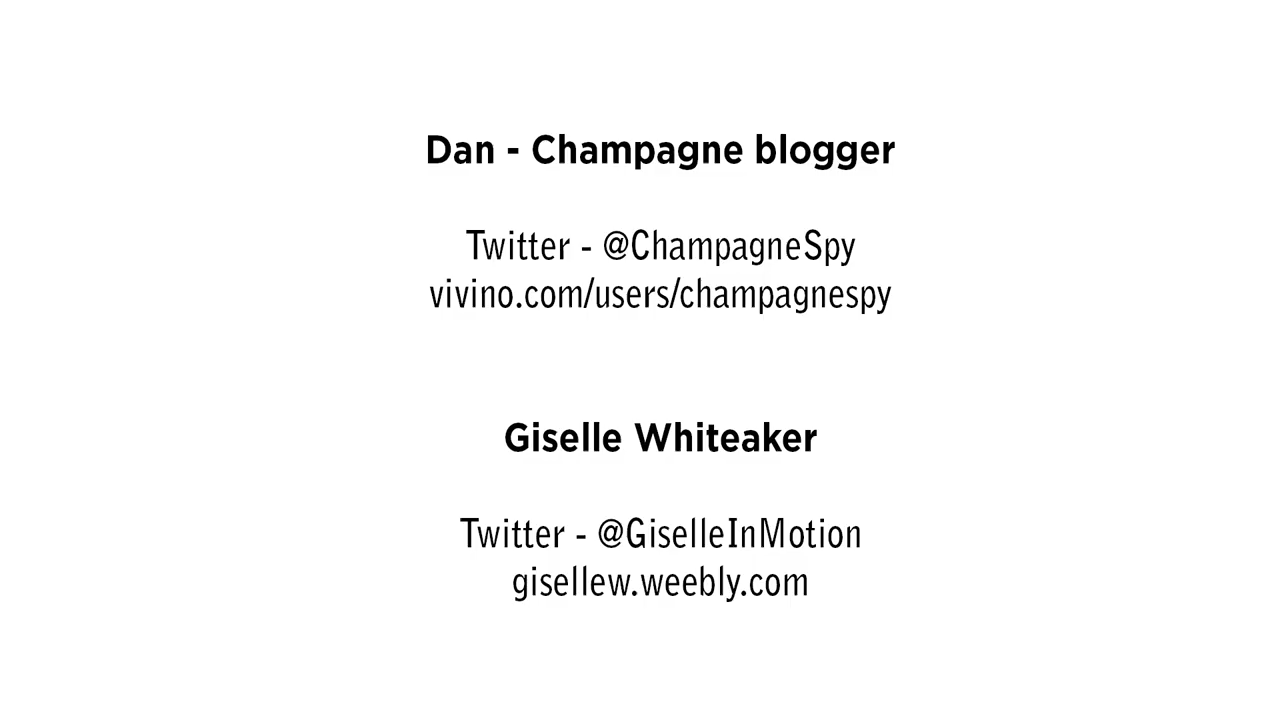 Dan - Champagne blogger
Twitter - @ChampagneSpy
vivino.com/users/champagnespy
Giselle Whiteaker
Twitter - @GiselleInMotion
gisellew.weebly.com